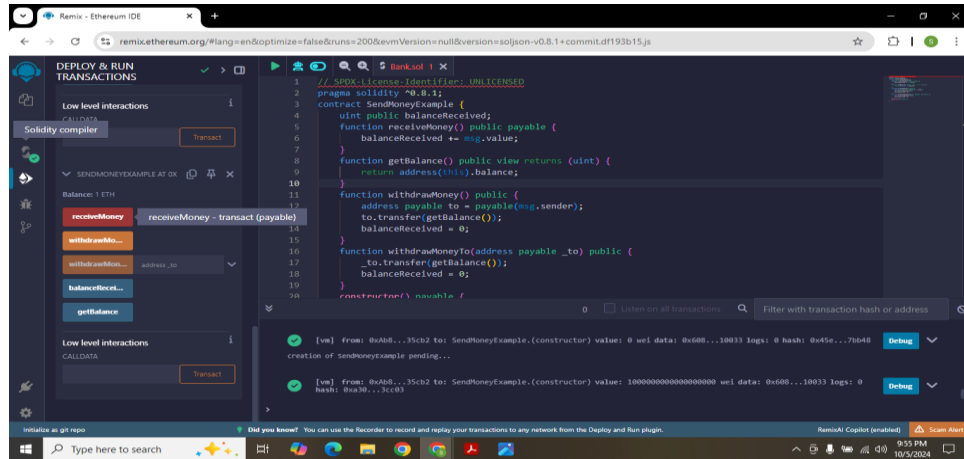 Remix - Ethereum IDE
remix.ethereum.org/#lang=en&optimize=false&runs=200&evmVersion=null&version=soljson-v0.8.1+commit.df193b15.js
6
DEPLOY & RUN
TRANSACTIONS
Low level interactions
i
CALLDATA
Solidity compiler
Transact
SENDMONEYEXAMPLE AT 0X
Balance: 1 ETH
receiveMoney
receiveMoney - transact (payable)
withdrawMo...
withdrawMon...
address _to
balanceRecei...
getBalance
Low level interactions
i
CALLDATA
Transact
Bank.sol 1
1 // SPDX-License-Identifier: UNLICENSED
2 pragma solidity ^0.8.1;
3 contract SendMoneyExample {
4 uint public balanceReceived;
5 function receiveMoney() public payable {
6 balanceReceived += msg.value;
7 }
8 function getBalance() public view returns (uint) {
9 return address(this).balance;
10 }
11 function withdrawMoney() public {
12 address payable to = payable(msg.sender);
to.transfer(getBalance());
14 balanceReceived = 0;
15 }
16 function withdrawMoneyTo(address payable _to) public {
17 _to.transfer(getBalance());
18 balanceReceived = 0;
19 }
20 constructor() payable {
0
Listen on all transactions
Filter with transaction hash or address
[vm] from: 0xAb8...35cb2 to: SendMoneyExample.(constructor) value: 0 wei data: 0x608...10033 logs: 0 hash: 0x45e...7bb48
Debug
creation of SendMoneyExample pending...
[vm] from: 0xAb8...35cb2 to: SendMoneyExample.(constructor) value: 1000000000000000000 wei data: 0x608...10033 logs: 0
hash: 0xa30...3cc03
Debug
>
Initialize as git repo
Did you know? You can use the Recorder to record and replay your transactions to any network from the Deploy and Run plugin.
RemixAI Copilot (enabled)
Scam Alert
Type here to search
9:55 PM
10/5/2024